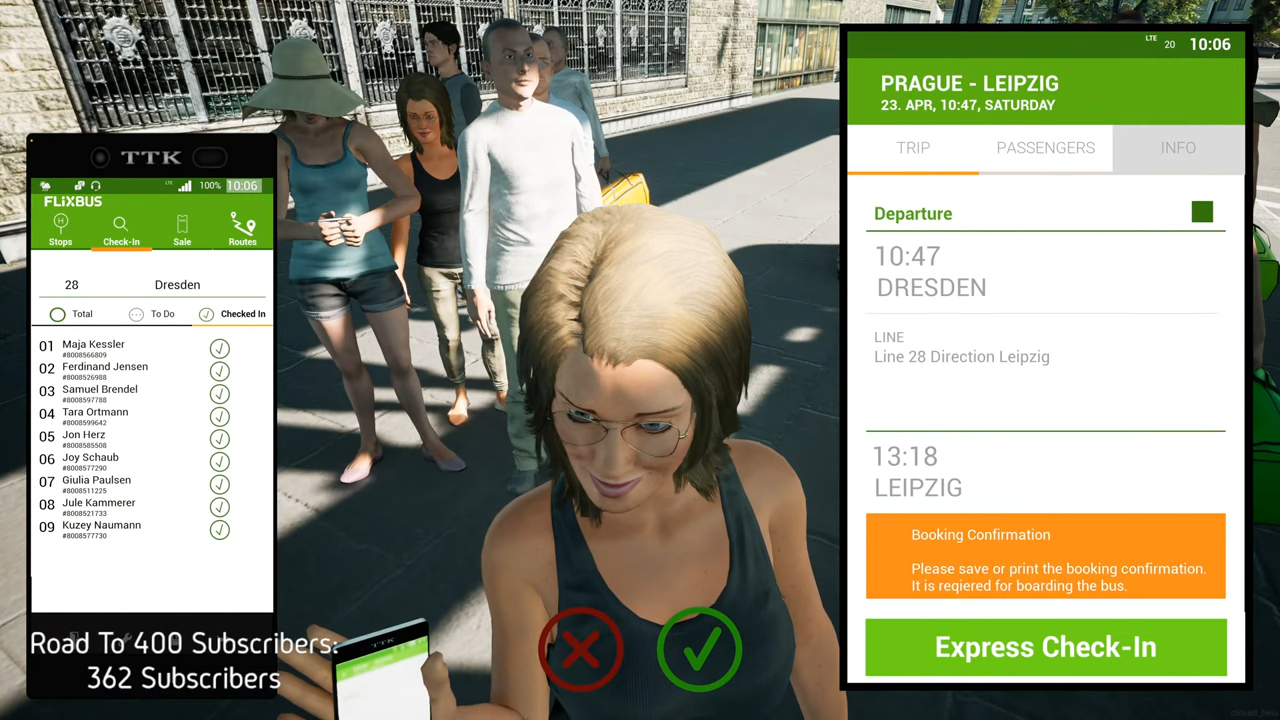 TTK
LTE
100%
10:06
FLiXBUS
H
Stops
Check-In
Sale
Routes
28
Dresden
Total
To Do
Checked In
01
Maja Kessler
#8008566809
02
Ferdinand Jensen
#8008526988
03
Samuel Brendel
#8008597788
04
Tara Ortmann
#8008599642
05
Jon Herz
#8008585508
06
Joy Schaub
#8008577290
07
Giulia Paulsen
#8008511225
08
Jule Kammerer
#8008521733
09
Kuzey Naumann
#8008577730
Road To 400 Subscribers:
362 Subscribers
TTK
LTE
20
10:06
PRAGUE - LEIPZIG
23. APR, 10:47, SATURDAY
TRIP
PASSENGERS
INFO
Departure
10:47
DRESDEN
LINE
Line 28 Direction Leipzig
13:18
LEIPZIG
Booking Confirmation
Please save or print the booking confirmation.
It is reqiered for boarding the bus.
Express Check-In